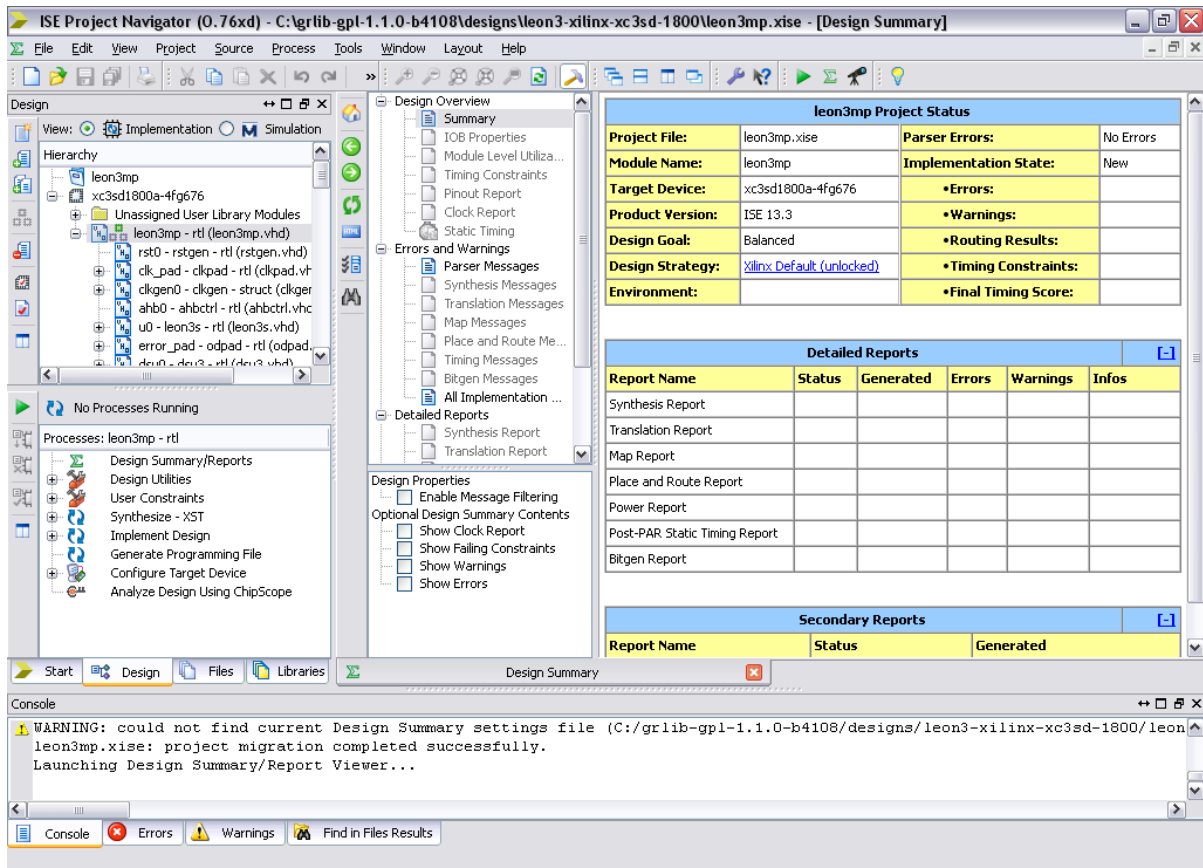 ISE Project Navigator (0.76xd) - C:\grlib-gpl-1.1.0-b4108\designs\leon3-xilinx-xc3sd-1800\leon3mp.xise - [Design Summary]
File Edit View Project Source Process Tools Window Layout Help
Design
View: Implementation Simulation
Hierarchy
leon3mp
xc3sd1800a-4fg676
Unassigned User Library Modules
leon3mp - rtl (leon3mp.vhd)
rst0 - rstgen - rtl (rstgen.vhd)
clk_pad - clkpad - rtl (clkpad.vh
clkgen0 - clkgen - struct (clkger
ahb0 - ahbctrl - rtl (ahbctrl.vhc
u0 - leon3s - rtl (leon3s.vhd)
error_pad - odpad - rtl (odpad.
dsu0 - dsu3 - rtl (dsu3.vhd)
No Processes Running
Processes: leon3mp - rtl
Design Summary/Reports
Design Utilities
User Constraints
Synthesize - XST
Implement Design
Generate Programming File
Configure Target Device
Analyze Design Using ChipScope
Start Design Files Libraries
Design Overview
Summary
IOB Properties
Module Level Utiliza...
Timing Constraints
Pinout Report
Clock Report
Static Timing
Errors and Warnings
Parser Messages
Synthesis Messages
Translation Messages
Map Messages
Place and Route Me...
Timing Messages
Bitgen Messages
All Implementation ...
Detailed Reports
Synthesis Report
Translation Report
Design Properties
Enable Message Filtering
Optional Design Summary Contents
Show Clock Report
Show Failing Constraints
Show Warnings
Show Errors
leon3mp Project Status
Project File: leon3mp.xise Parser Errors: No Errors
Module Name: leon3mp Implementation State: New
Target Device: xc3sd1800a-4fg676 •Errors:
Product Version: ISE 13.3 •Warnings:
Design Goal: Balanced •Routing Results:
Design Strategy: Xilinx Default (unlocked) •Timing Constraints:
Environment: •Final Timing Score:
Detailed Reports [-]
Report Name Status Generated Errors Warnings Infos
Synthesis Report
Translation Report
Map Report
Place and Route Report
Power Report
Post-PAR Static Timing Report
Bitgen Report
Secondary Reports [-]
Report Name Status Generated
Design Summary
Console
WARNING: could not find current Design Summary settings file (C:/grlib-gpl-1.1.0-b4108/designs/leon3-xilinx-xc3sd-1800/leon
leon3mp.xise: project migration completed successfully.
Launching Design Summary/Report Viewer...
Console Errors Warnings Find in Files Results